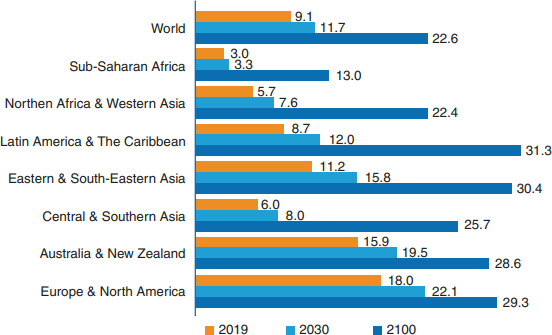 9.1
World 11.7
22.6
3.0
Sub-Saharan Africa 3.3
13.0
5.7
Northen Africa & Western Asia 7.6
22.4
8.7
Latin America & The Caribbean 12.0
31.3
11.2
Eastern & South-Eastern Asia 15.8
30.4
6.0
Central & Southern Asia 8.0
25.7
15.9
Australia & New Zealand 19.5
28.6
18.0
Europe & North America 22.1
29.3
2019 2030 2100